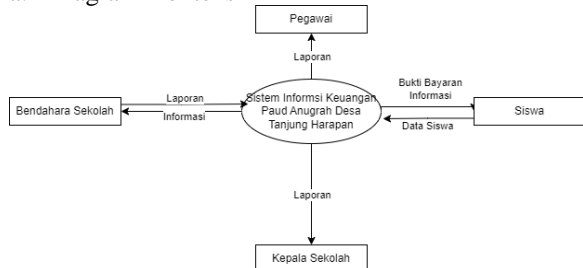 Pegawai
Laporan
Sistem Informsi Keuangan
Paud Anugrah Desa
Tanjung Harapan
Bendahara Sekolah
Laporan
Informasi
Bukti Bayaran
Informasi
Data Siswa
Siswa
Laporan
Kepala Sekolah